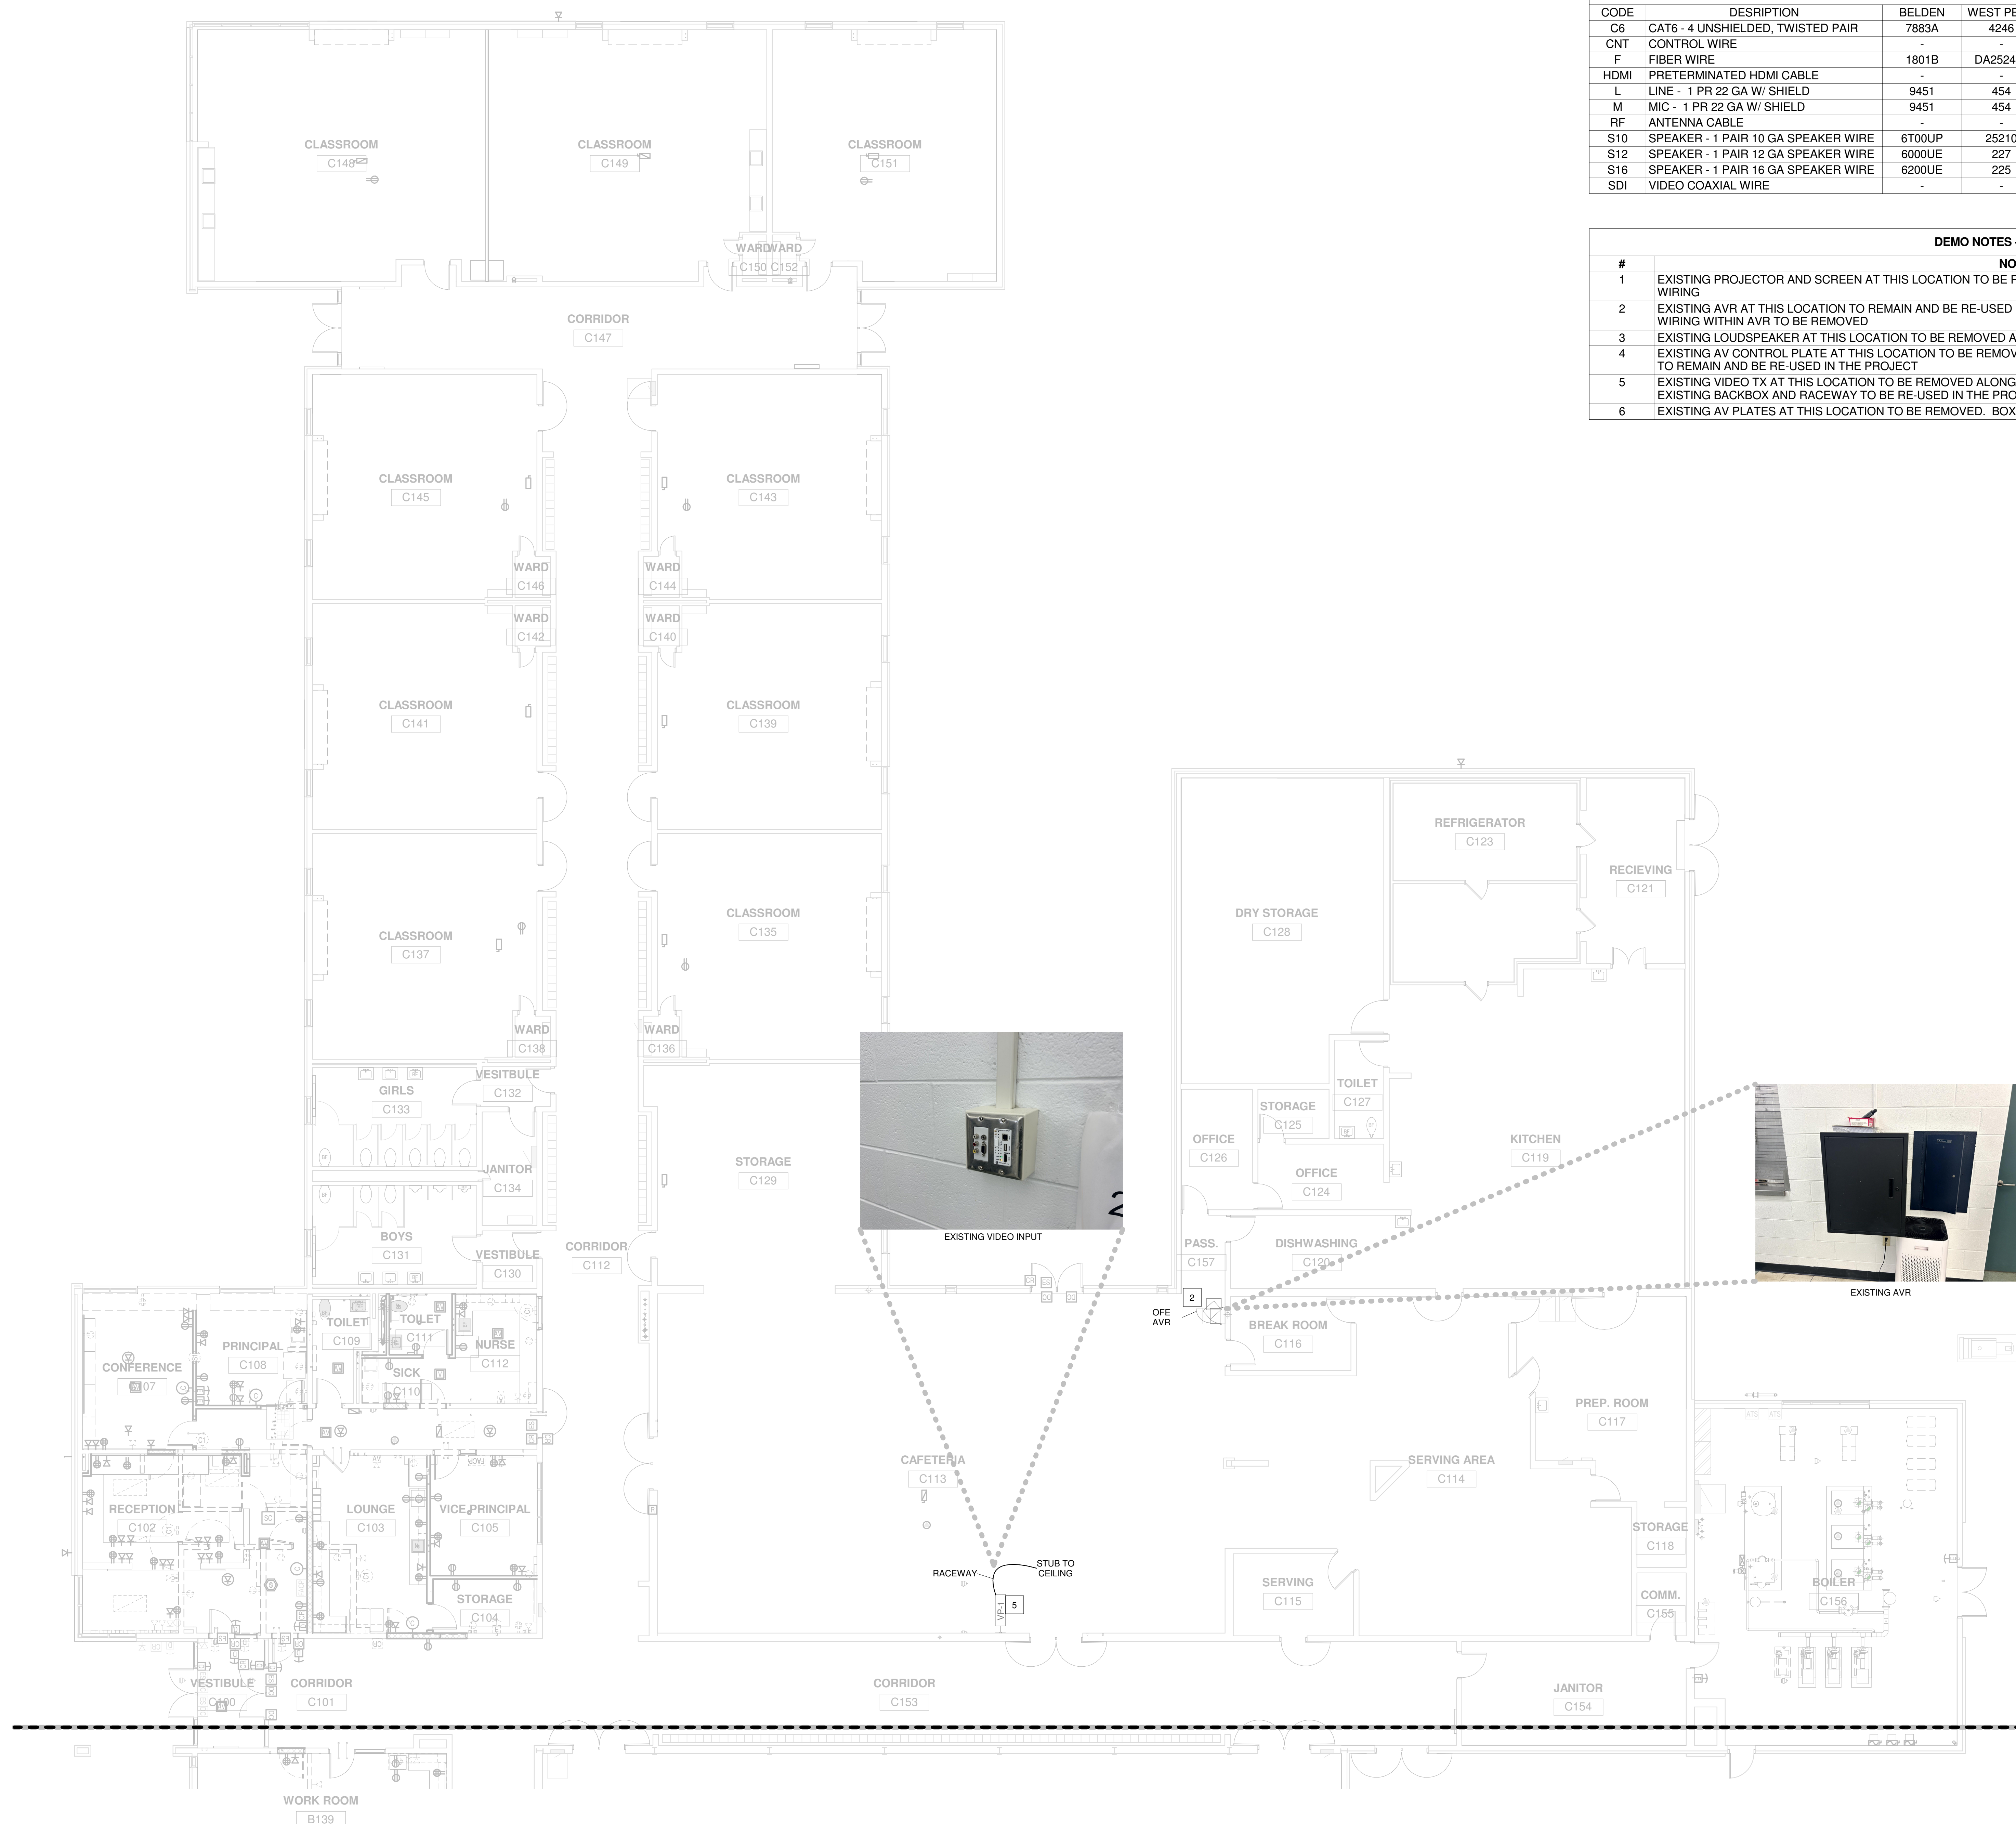 CODE DESRIPTION BELDEN WEST PE
C6 CAT6 - 4 UNSHIELDED, TWISTED PAIR 7883A 4246
CNT CONTROL WIRE - -
F FIBER WIRE 1801B DA2524
HDMI PRETERMINATED HDMI CABLE - -
L LINE - 1 PR 22 GA W/ SHIELD 9451 454
M MIC - 1 PR 22 GA W/ SHIELD 9451 454
RF ANTENNA CABLE - -
S10 SPEAKER - 1 PAIR 10 GA SPEAKER WIRE 6T00UP 25210
S12 SPEAKER - 1 PAIR 12 GA SPEAKER WIRE 6000UE 227
S16 SPEAKER - 1 PAIR 16 GA SPEAKER WIRE 6200UE 225
SDI VIDEO COAXIAL WIRE - -
DEMO NOTES -
# NO
1 EXISTING PROJECTOR AND SCREEN AT THIS LOCATION TO BE
WIRING
2 EXISTING AVR AT THIS LOCATION TO REMAIN AND BE RE-USED
WIRING WITHIN AVR TO BE REMOVED
3 EXISTING LOUDSPEAKER AT THIS LOCATION TO BE REMOVED A
4 EXISTING AV CONTROL PLATE AT THIS LOCATION TO BE REMOV
TO REMAIN AND BE RE-USED IN THE PROJECT
5 EXISTING VIDEO TX AT THIS LOCATION TO BE REMOVED ALONG
EXISTING BACKBOX AND RACEWAY TO BE RE-USED IN THE PRO
6 EXISTING AV PLATES AT THIS LOCATION TO BE REMOVED. BOX
CLASSROOM
C148
CLASSROOM
C149
CLASSROOM
C151
WARD
C150
WARD
C152
CORRIDOR
C147
CLASSROOM
C145
CLASSROOM
C143
WARD
C146
WARD
C144
WARD
C142
WARD
C140
CLASSROOM
C141
CLASSROOM
C139
CLASSROOM
C137
CLASSROOM
C135
WARD
C138
WARD
C136
REFRIGERATOR
C123
RECIEVING
C121
DRY STORAGE
C128
VESITBULE
C132
GIRLS
C133
JANITOR
C134
BOYS
C131
VESTIBULE
C130
CORRIDOR
C112
STORAGE
C129
EXISTING VIDEO INPUT
TOILET
C127
STORAGE
C125
OFFICE
C126
OFFICE
C124
KITCHEN
C119
PASS.
C157
DISHWASHING
C120
EXISTING AVR
2
OFE
AVR
BREAK ROOM
C116
CONFERENCE
PRINCIPAL
C108
TOILET
C109
TOILET
C111
NURSE
C112
SICK
C110
PREP. ROOM
C117
CAFETERIA
C113
SERVING AREA
C114
RECEPTION
C102
LOUNGE
C103
VICE PRINCIPAL
C105
STORAGE
C104
STORAGE
C118
RACEWAY
STUB TO
CEILING
VP-1
5
SERVING
C115
COMM.
C155
BOILER
C156
VESTIBULE
C100
CORRIDOR
C101
CORRIDOR
C153
JANITOR
C154
WORK ROOM
B139